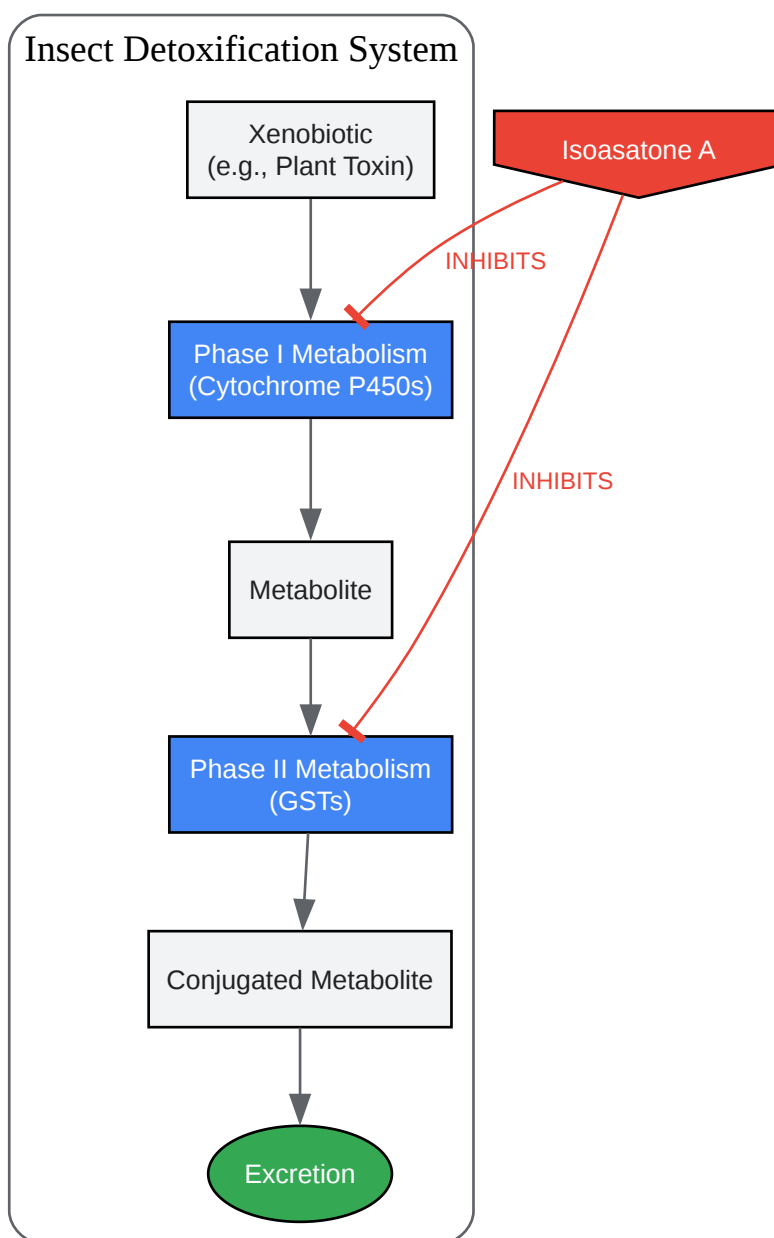 Insect Detoxification System
Xenobiotic
(e.g., Plant Toxin)
Isoasatone A
INHIBITS
Phase I Metabolism
(Cytochrome P450s)
INHIBITS
Metabolite
Phase II Metabolism
(GSTs)
Conjugated Metabolite
Excretion